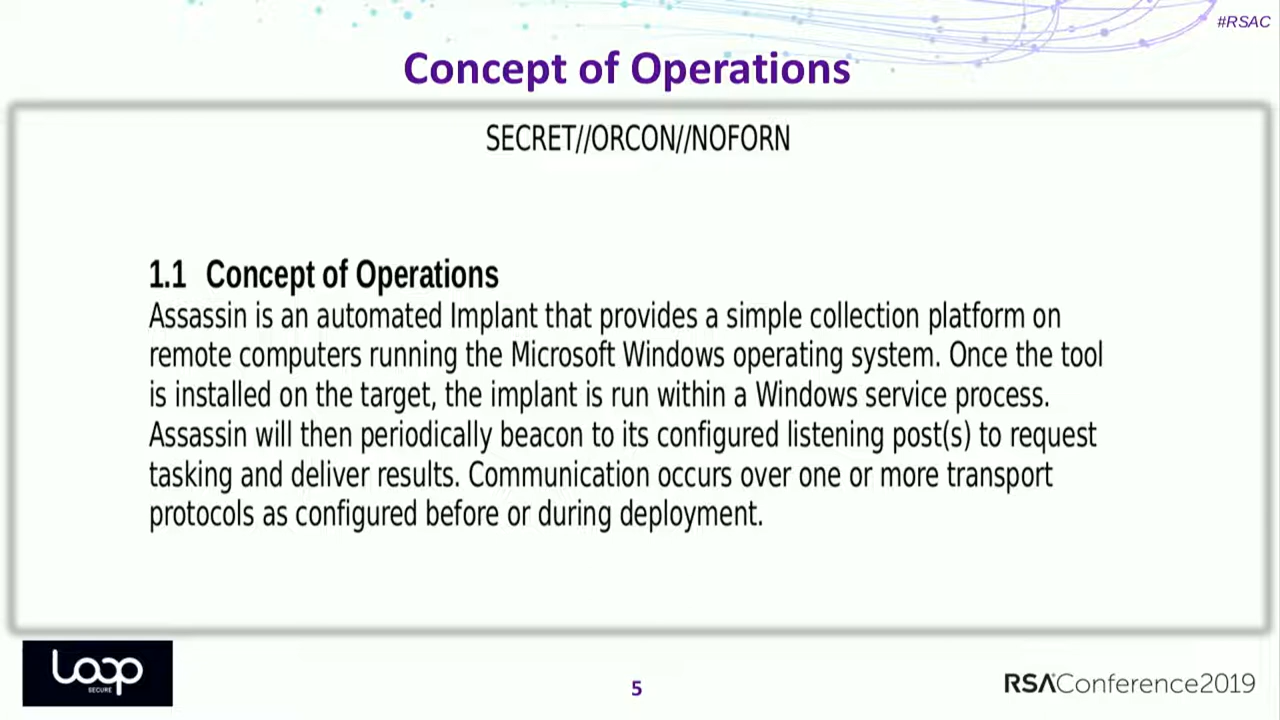 #RSAC
Concept of Operations
SECRET//ORCON//NOFORN
1.1 Concept of Operations
Assassin is an automated Implant that provides a simple collection platform on
remote computers running the Microsoft Windows operating system. Once the tool
is installed on the target, the implant is run within a Windows service process.
Assassin will then periodically beacon to its configured listening post(s) to request
tasking and deliver results. Communication occurs over one or more transport
protocols as configured before or during deployment.
Loop
SECURE
5
RSAConference2019